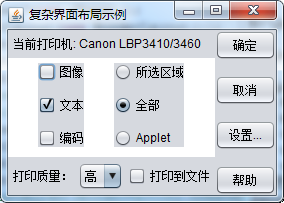 复杂界面布局示例
当前打印机: Canon LBP3410/3460
确定
图像 所选区域
取消
文本 全部
设置...
编码 Applet
打印质量: 高 打印到文件
帮助